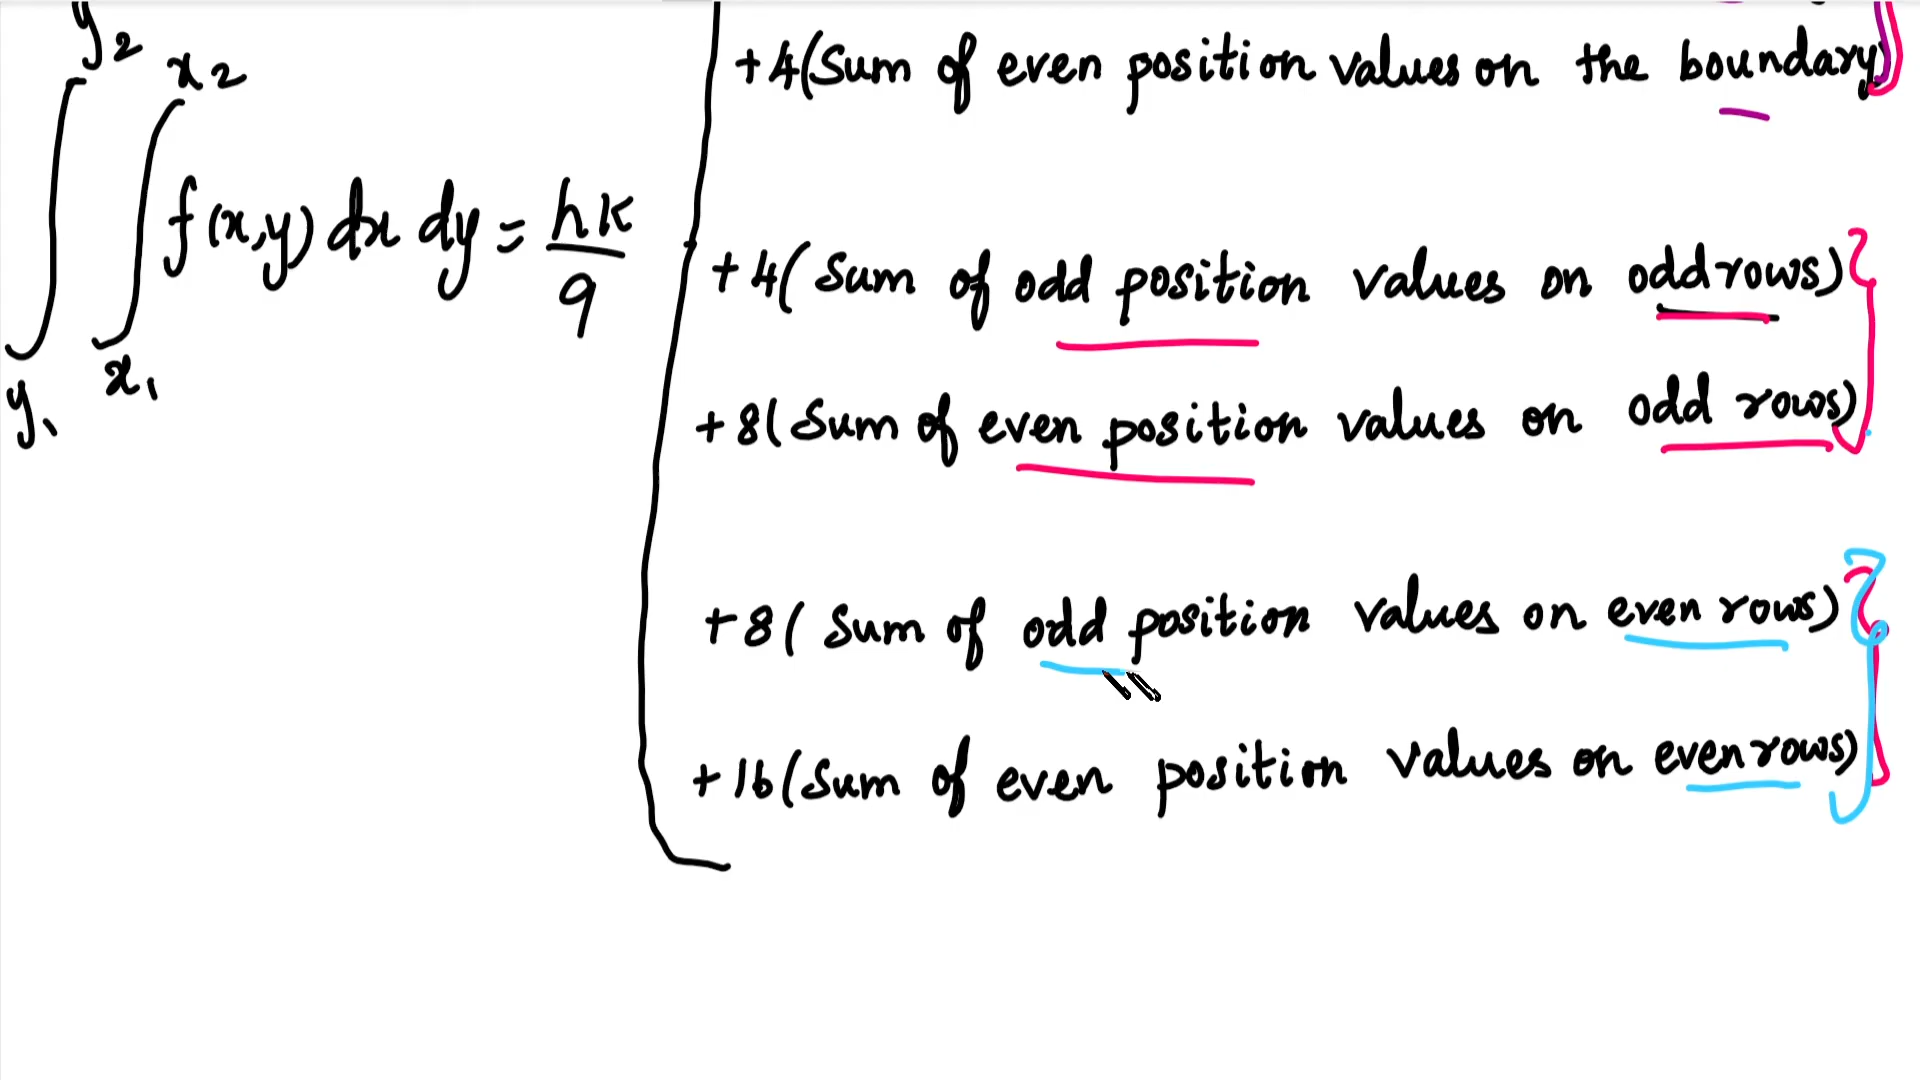 +4(Sum of even position values on the boundary)
∫_{y1}^{y2} ∫_{x1}^{x2} f(x,y) dx dy = hk/9
+4(Sum of odd position values on odd rows)
+8(Sum of even position values on odd rows)
+8(Sum of odd position values on even rows)
+16(Sum of even position values on even rows)